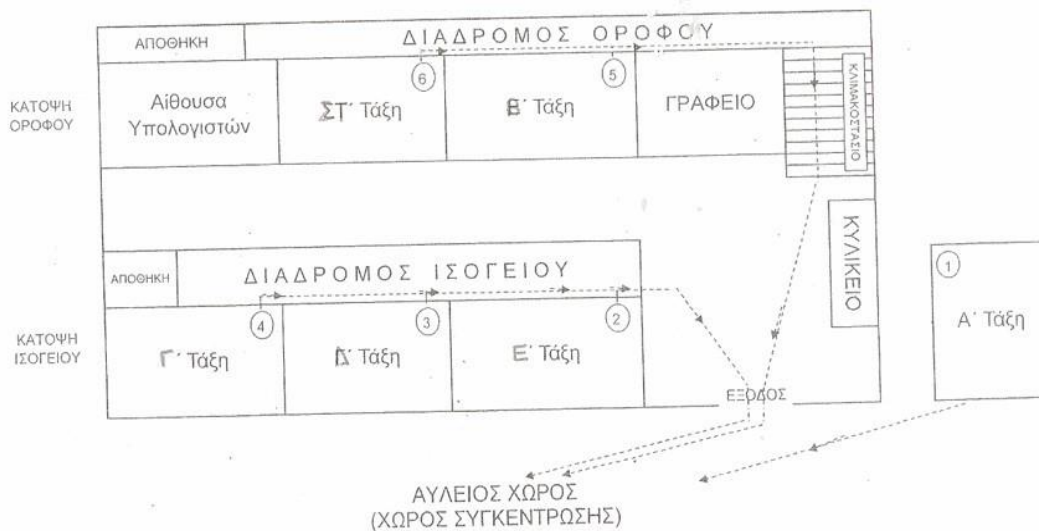 ΑΠΟΘΗΚΗ
ΔΙΑΔΡΟΜΟΣ ΟΡΟΦΟΥ
ΚΑΤΟΨΗ
ΟΡΟΦΟΥ
Αίθουσα
Υπολογιστών
ΣΤ΄ Τάξη
6
Β΄ Τάξη
5
ΓΡΑΦΕΙΟ
ΚΛΙΜΑΚΟΣΤΑΣΙΟ
ΚΥΛΙΚΕΙΟ
ΑΠΟΘΗΚΗ
ΔΙΑΔΡΟΜΟΣ ΙΣΟΓΕΙΟΥ
ΚΑΤΟΨΗ
ΙΣΟΓΕΙΟΥ
4
Γ΄ Τάξη
3
Δ΄ Τάξη
2
Ε΄ Τάξη
1
Α΄ Τάξη
ΕΞΟΔΟΣ
ΑΥΛΕΙΟΣ ΧΩΡΟΣ
(ΧΩΡΟΣ ΣΥΓΚΕΝΤΡΩΣΗΣ)